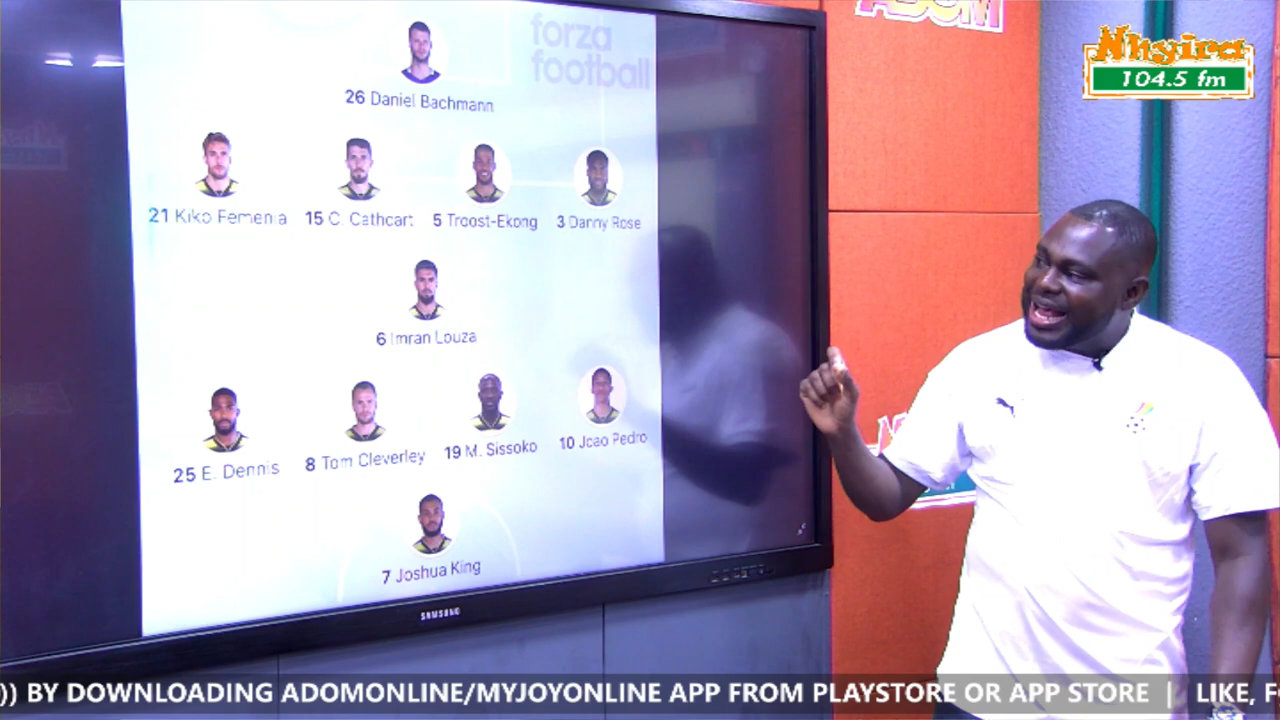 forza
football
26 Daniel Bachmann
21 Kiko Femenia
15 C. Cathcart
5 Troost-Ekong
3 Danny Rose
6 Imran Louza
25 E. Dennis
8 Tom Cleverley
19 M. Sissoko
10 Joao Pedro
7 Joshua King
SAMSUNG
ADOM
Nhyira
104.5 fm
)) BY DOWNLOADING ADOMONLINE/MYJOYONLINE APP FROM PLAYSTORE OR APP STORE | LIKE, F